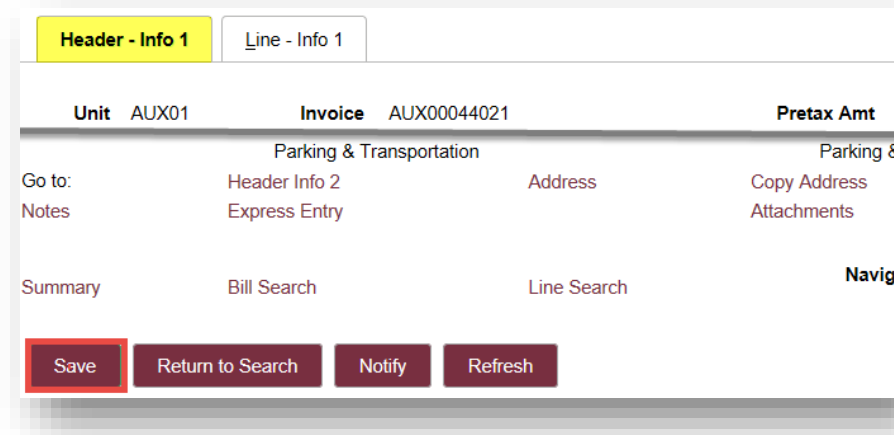 Header - Info 1 Line - Info 1
Unit AUX01 Invoice AUX00044021 Pretax Amt
Parking & Transportation Parking &
Go to: Header Info 2 Address Copy Address
Notes Express Entry Attachments
Summary Bill Search Line Search Navig
Save Return to Search Notify Refresh